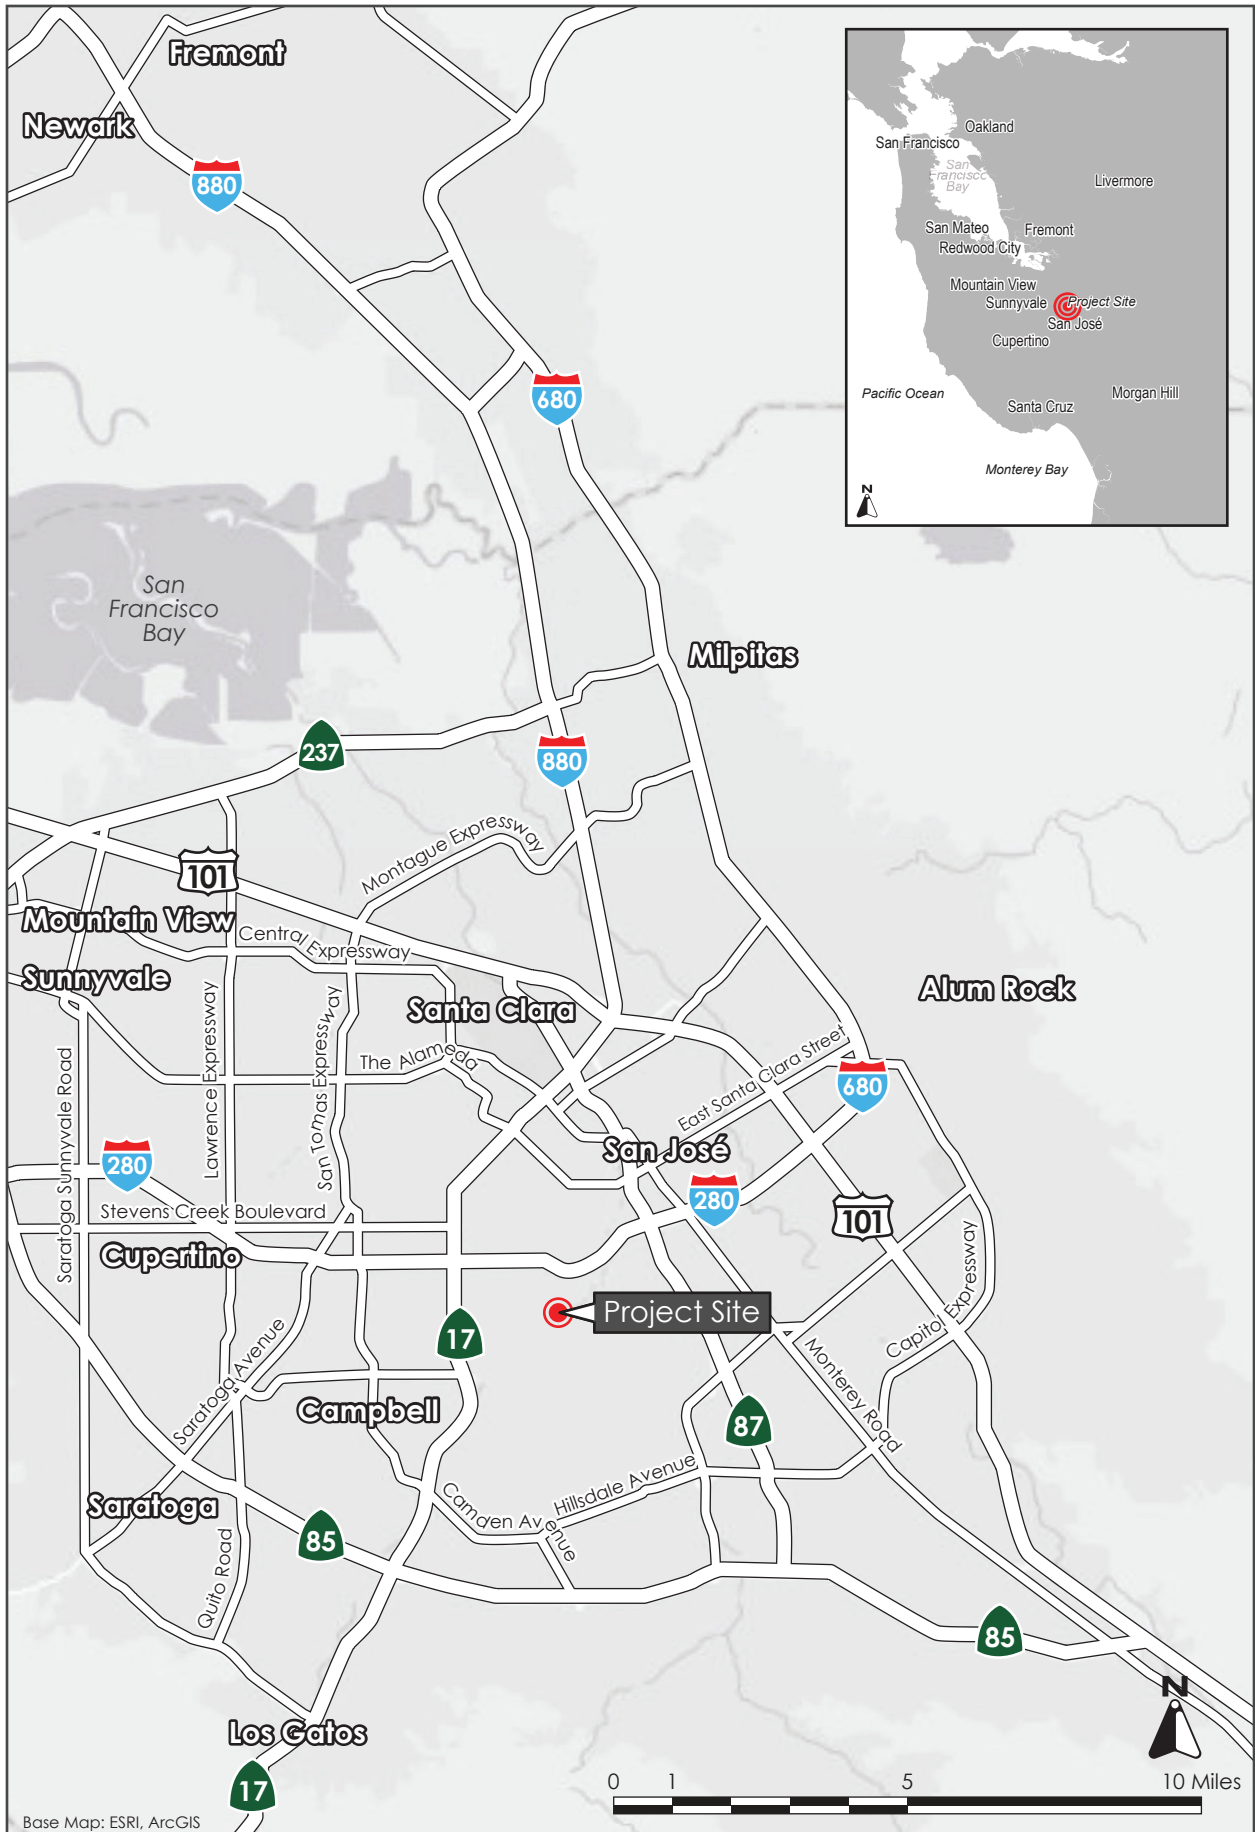 Fremont
Newark
880
680
San
Francisco
Bay
Milpitas
237
880
Montague Expressway
101
Mountain View
Central Expressway
Sunnyvale
Alum Rock
Santa Clara
Lawrence Expressway
San Tomas Expressway
The Alameda
East Santa Clara Street
Saratoga Sunnyvale Road
680
San José
280
280
Stevens Creek Boulevard
101
Cupertino
Capitol Expressway
Project Site
17
Saratoga Avenue
Monterey Road
Campbell
87
Hillsdale Avenue
Camden Avenue
Saratoga
85
Quito Road
85
N
Los Gatos
17
0 1 5 10 Miles
Base Map: ESRI, ArcGIS
Oakland
San Francisco
San
Francisco
Bay
Livermore
San Mateo
Fremont
Redwood City
Mountain View
Sunnyvale
Project Site
San José
Cupertino
Pacific Ocean
Morgan Hill
Santa Cruz
Monterey Bay
N